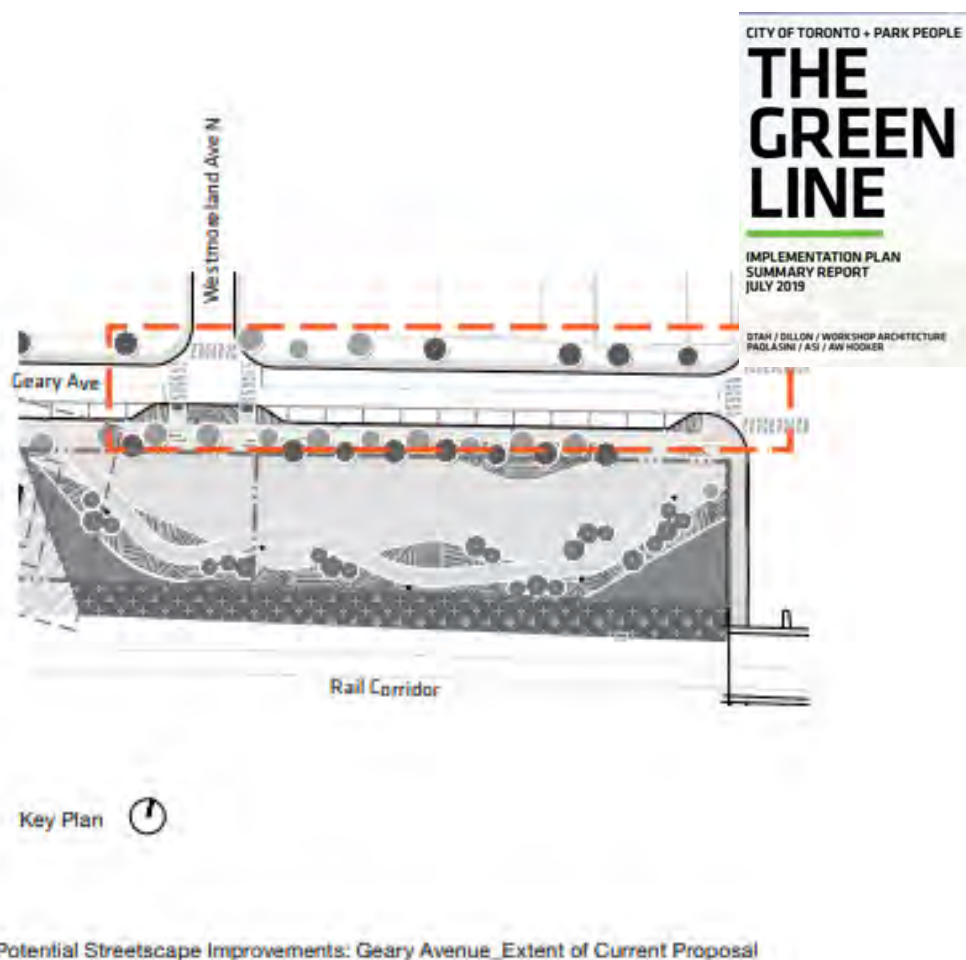 CITY OF TORONTO + PARK PEOPLE
THE
GREEN
LINE
IMPLEMENTATION PLAN
SUMMARY REPORT
JULY 2019
DTAH / DILLON / WORKSHOP ARCHITECTURE
PAOLASINI / ASI / AW HOOKER
Westmoreland Ave N
Geary Ave
Rail Corridor
Key Plan
Potential Streetscape Improvements: Geary Avenue_Extent of Current Proposal